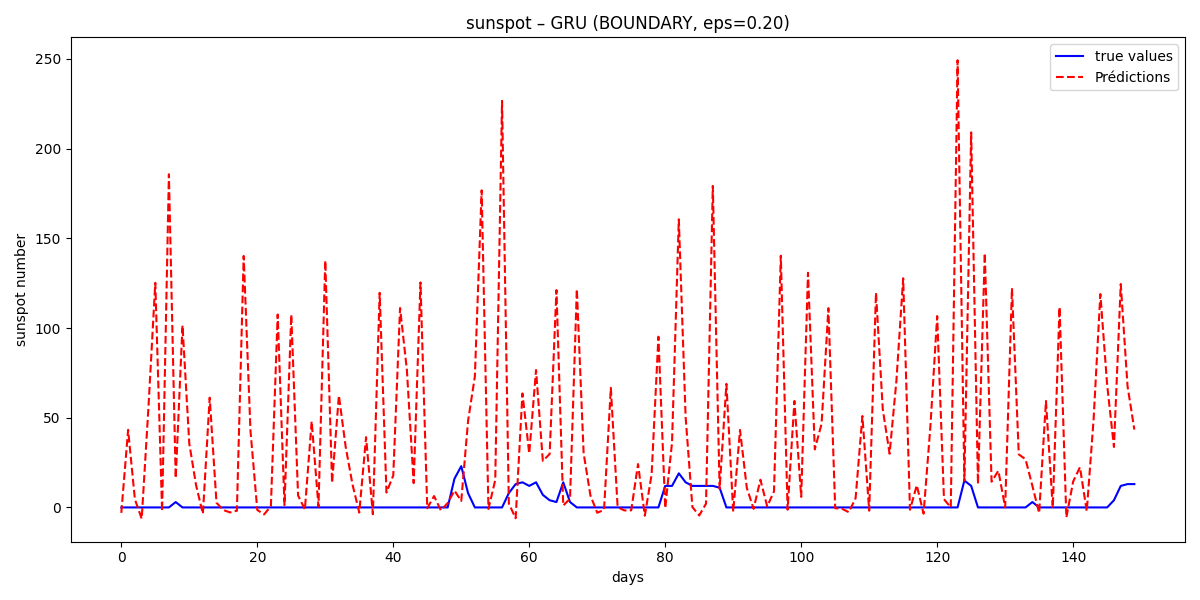 sunspot – GRU (BOUNDARY, eps=0.20)
true values
Prédictions
250
200
150
100
50
0
sunspot number
0 20 40 60 80 100 120 140
days